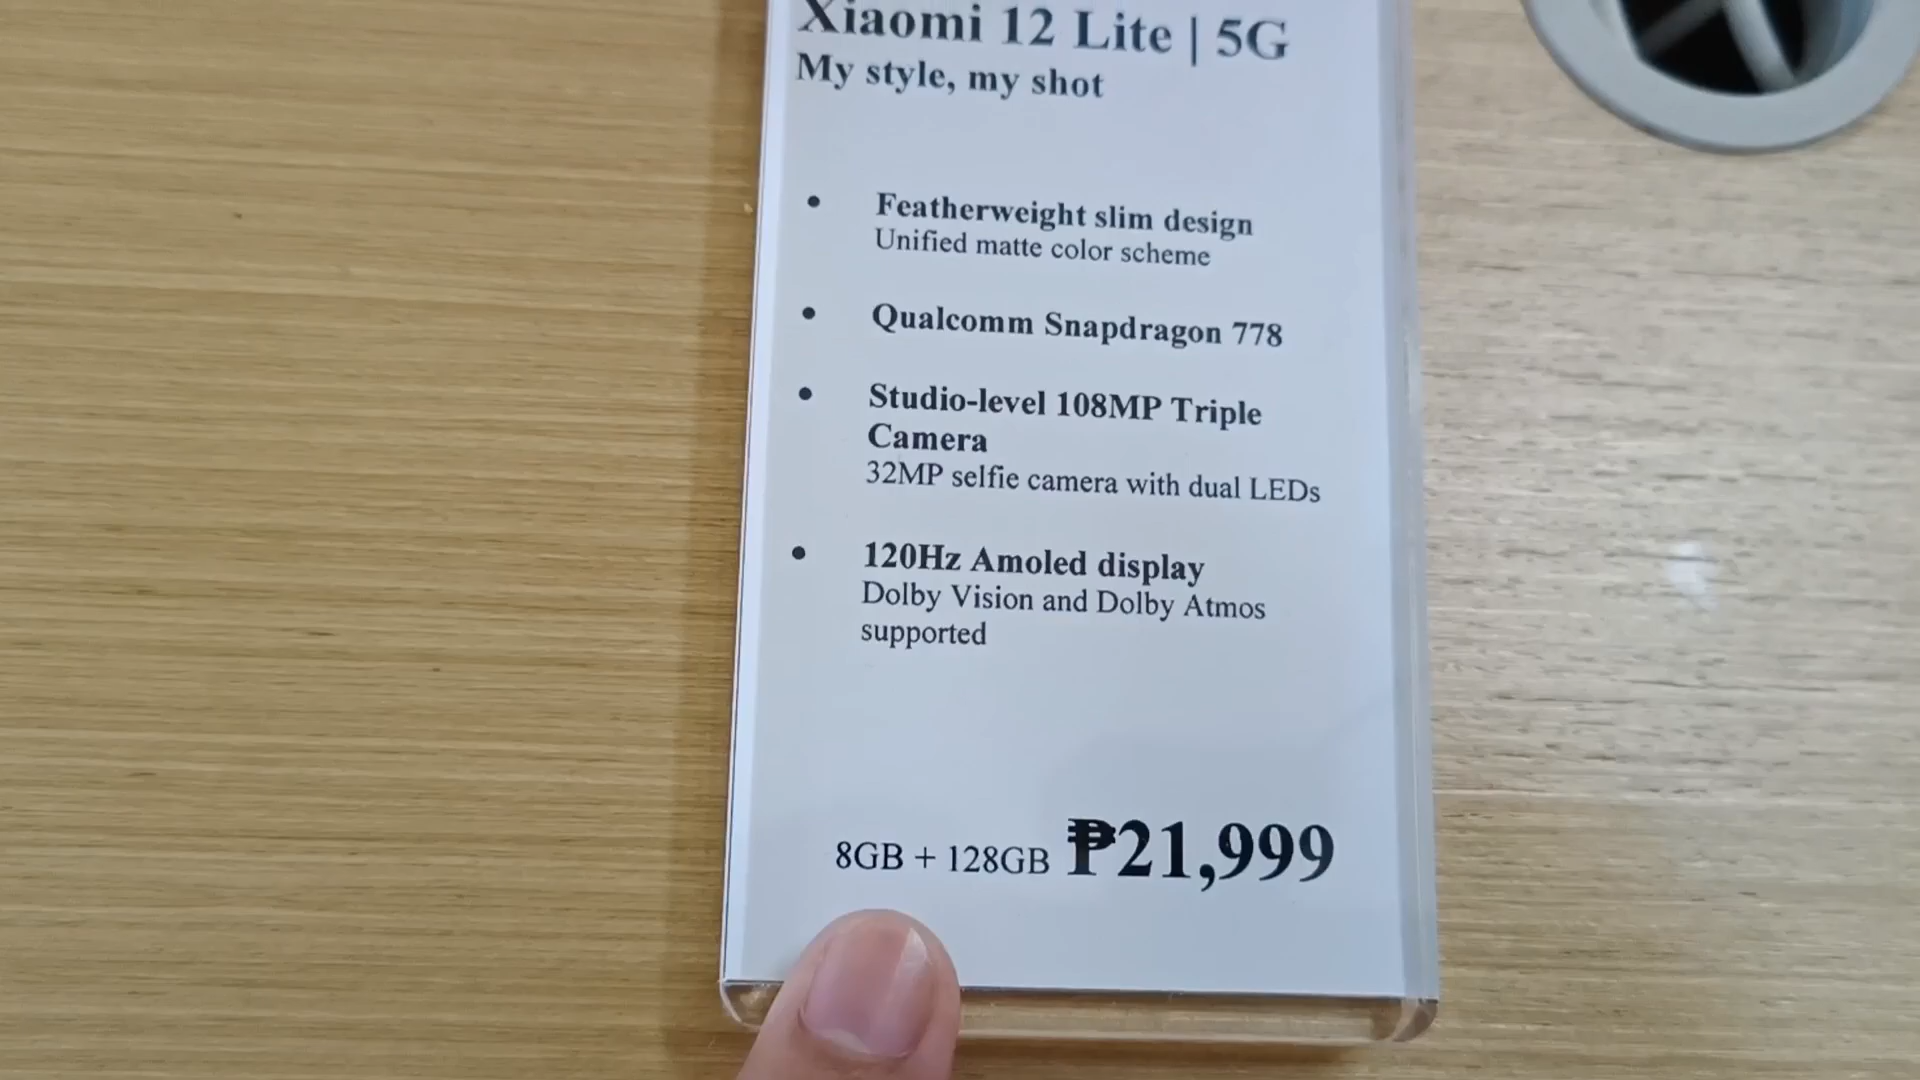 Xiaomi 12 Lite | 5G
My style, my shot
• Featherweight slim design
Unified matte color scheme
• Qualcomm Snapdragon 778
• Studio-level 108MP Triple
Camera
32MP selfie camera with dual LEDs
• 120Hz Amoled display
Dolby Vision and Dolby Atmos
supported
8GB + 128GB ₱21,999